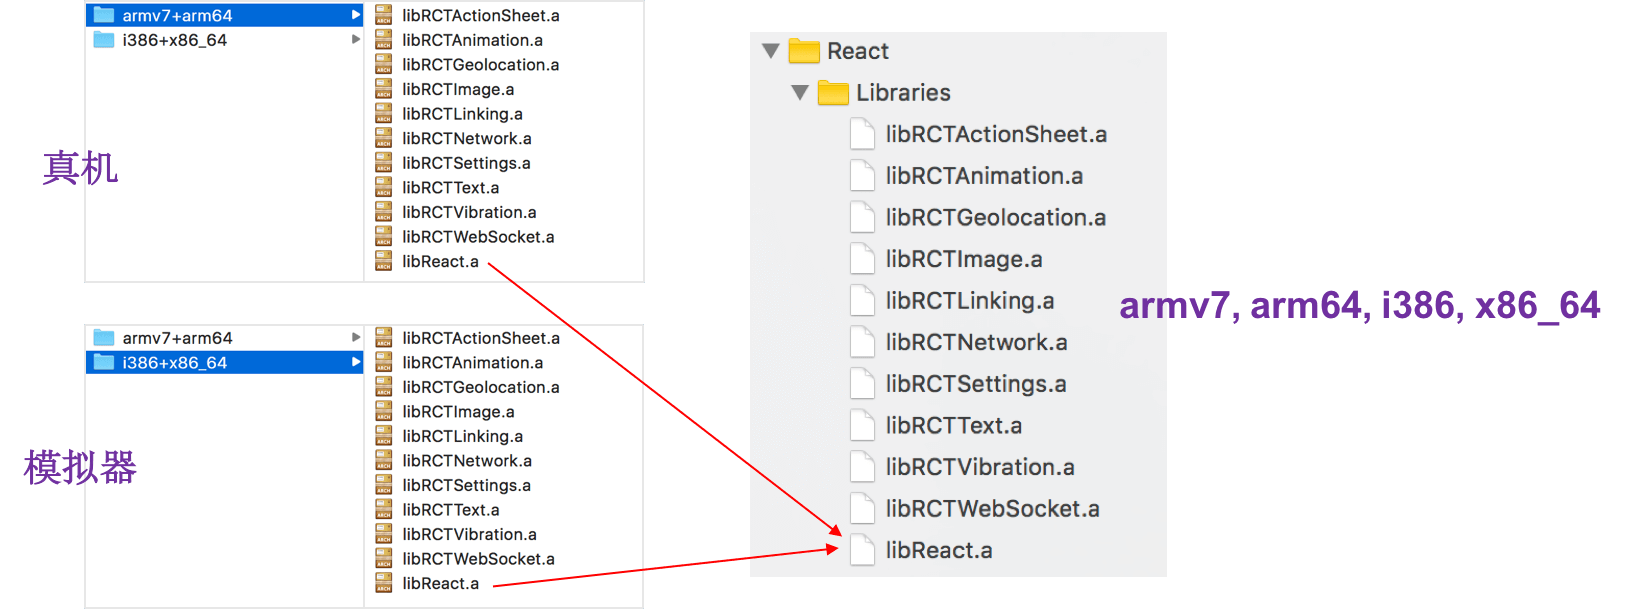 armv7+arm64
i386+x86_64
libRCTActionSheet.a
libRCTAnimation.a
libRCTGeolocation.a
libRCTImage.a
libRCTLinking.a
libRCTNetwork.a
libRCTSettings.a
libRCTText.a
libRCTVibration.a
libRCTWebSocket.a
libReact.a
真机
armv7+arm64
i386+x86_64
libRCTActionSheet.a
libRCTAnimation.a
libRCTGeolocation.a
libRCTImage.a
libRCTLinking.a
libRCTNetwork.a
libRCTSettings.a
libRCTText.a
libRCTVibration.a
libRCTWebSocket.a
libReact.a
模拟器
React
Libraries
libRCTActionSheet.a
libRCTAnimation.a
libRCTGeolocation.a
libRCTImage.a
libRCTLinking.a
libRCTNetwork.a
libRCTSettings.a
libRCTText.a
libRCTVibration.a
libRCTWebSocket.a
libReact.a
armv7, arm64, i386, x86_64